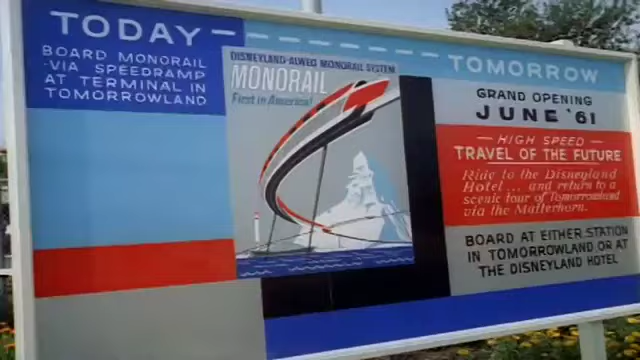 TODAY
BOARD MONORAIL
VIA SPEEDRAMP
AT TERMINAL IN
TOMORROWLAND
DISNEYLAND-ALWEG MONORAIL SYSTEM
MONORAIL
First in America!
TOMORROW
GRAND OPENING
JUNE '61
— HIGH SPEED —
TRAVEL OF THE FUTURE
Ride to the Disneyland
Hotel ... and return to a
scenic tour of Tomorrowland
via the Matterhorn.
BOARD AT EITHER STATION
IN TOMORROWLAND OR AT
THE DISNEYLAND HOTEL